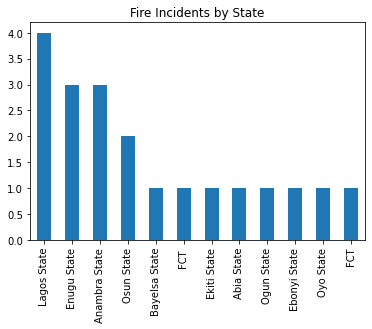 Fire Incidents by State
4.0
3.5
3.0
2.5
2.0
1.5
1.0
0.5
0.0
Lagos State
Enugu State
Anambra State
Osun State
Bayelsa State
FCT
Ekiti State
Abia State
Ogun State
Ebonyi State
Oyo State
FCT